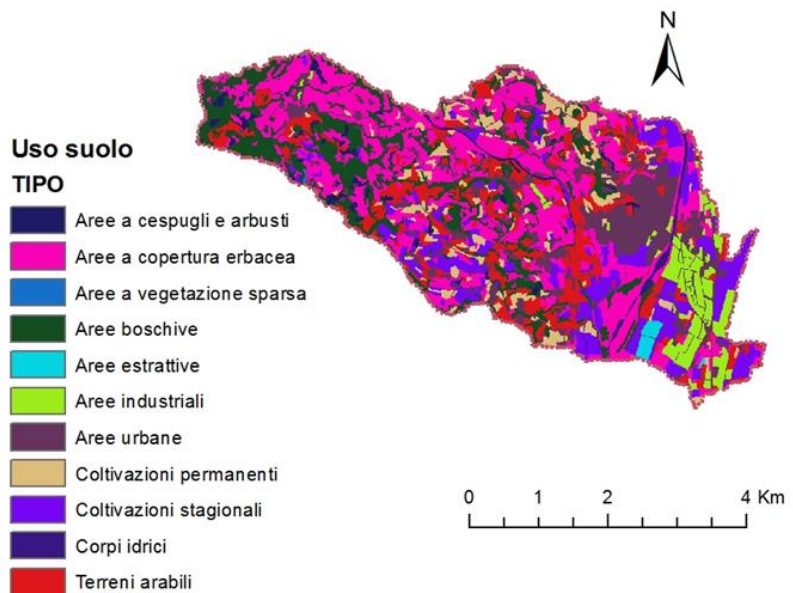 N
Uso suolo
TIPO
Aree a cespugli e arbusti
Aree a copertura erbacea
Aree a vegetazione sparsa
Aree boschive
Aree estrattive
Aree industriali
Aree urbane
Coltivazioni permanenti
Coltivazioni stagionali
Corpi idrici
Terreni arabili
0 1 2 4 Km